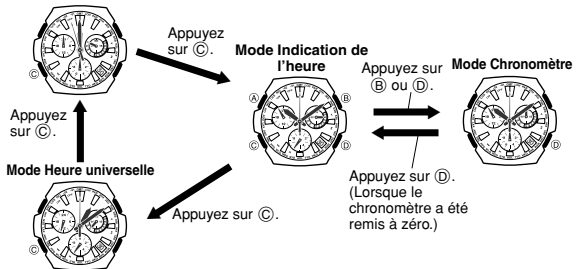 Appuyez
sur Ⓒ.
Mode Indication de
l'heure
Appuyez sur
Ⓑ ou Ⓓ.
Mode Chronomètre
Ⓒ
Appuyez
sur Ⓒ.
Ⓐ
Ⓑ
Ⓒ
Ⓓ
Ⓓ
Appuyez sur Ⓓ.
(Lorsque le
chronomètre a été
remis à zéro.)
Mode Heure universelle
Ⓒ
Appuyez sur Ⓒ.